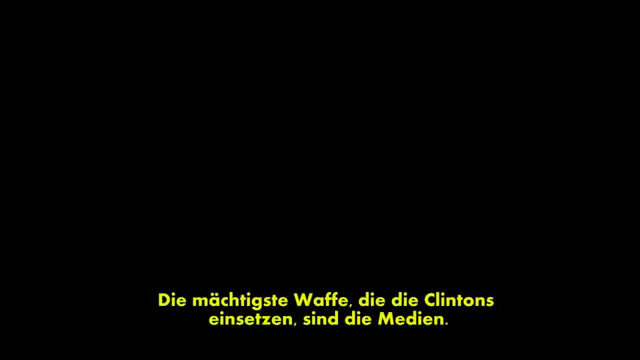 Die mächtigste Waffe, die die Clintons
einsetzen, sind die Medien.